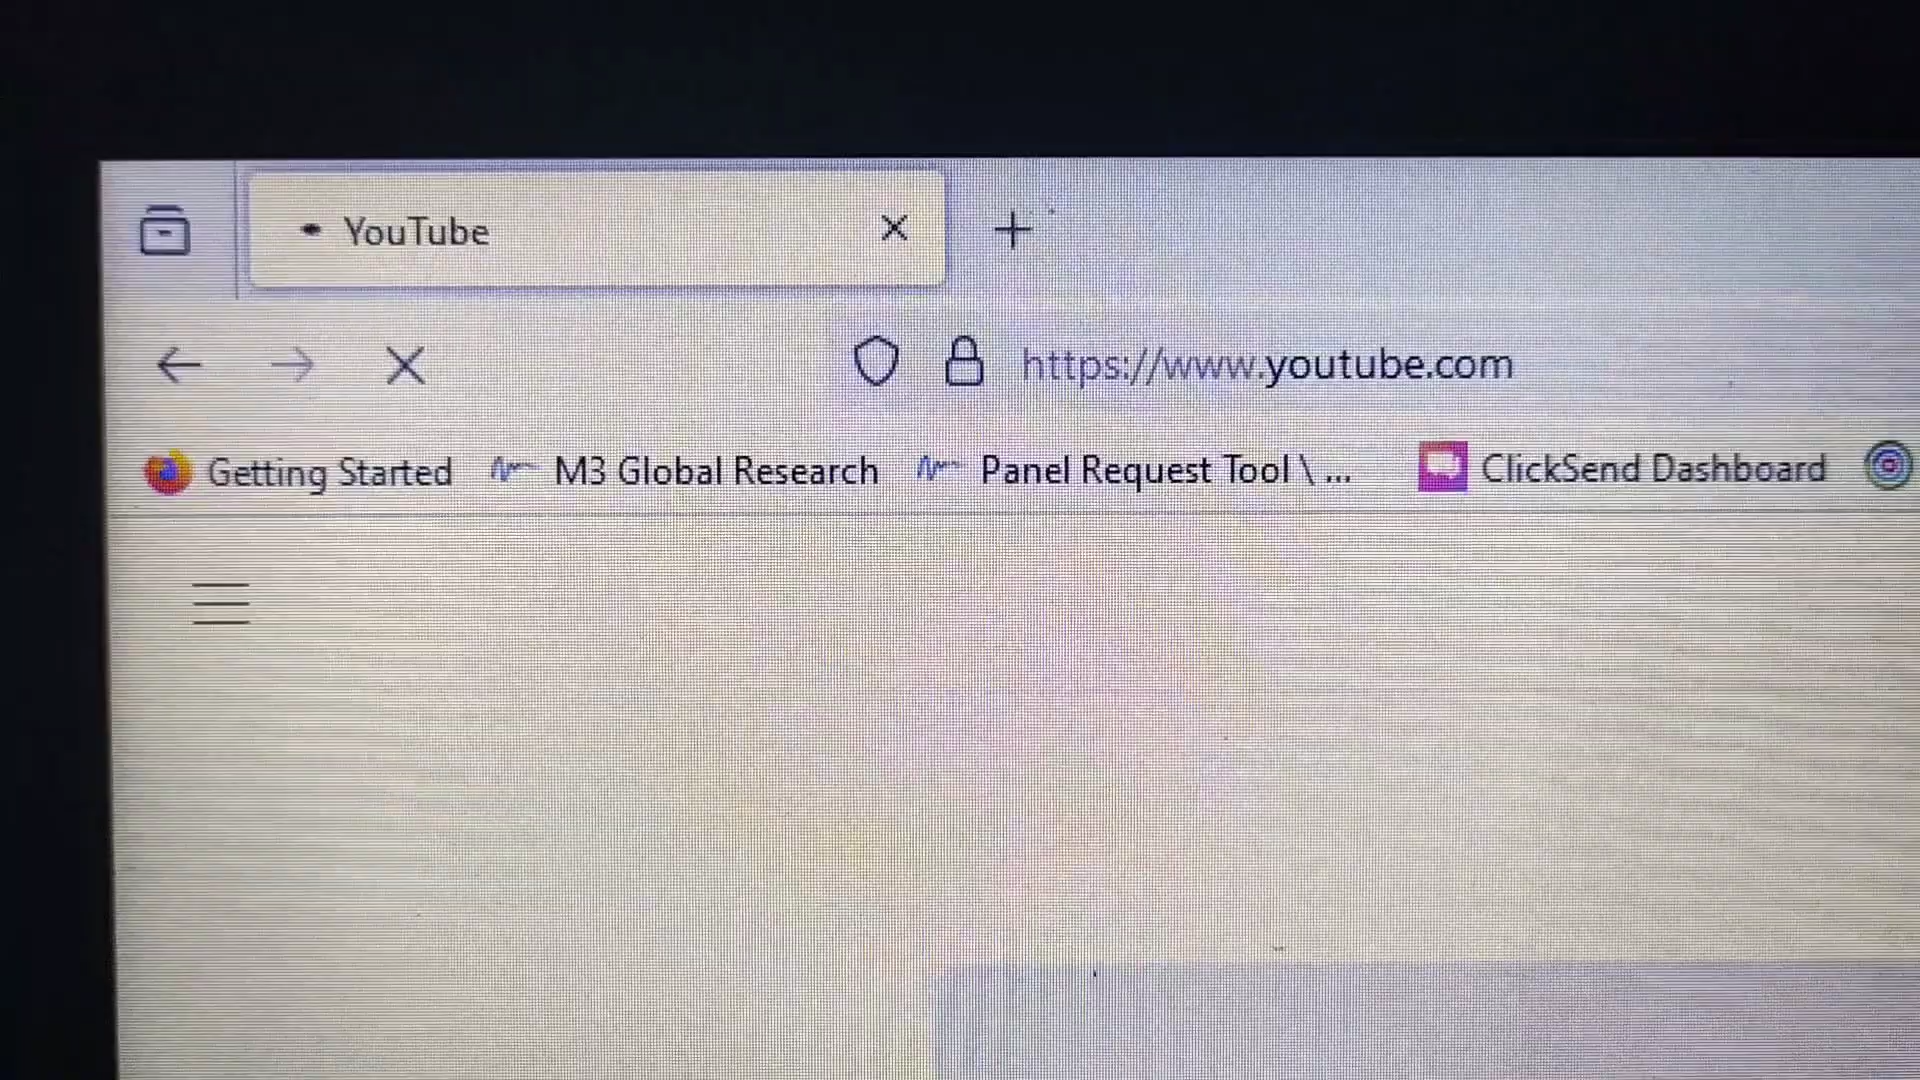 YouTube
https://www.youtube.com
Getting Started M3 Global Research Panel Request Tool \ ... ClickSend Dashboard